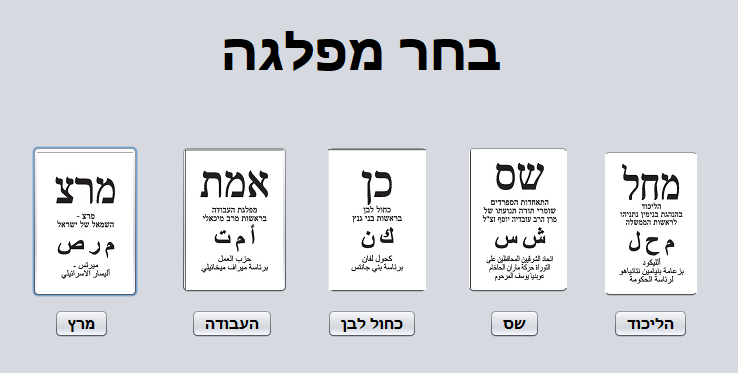 בחר מפלגה
מחל
הליכוד
בהנהגת בנימין נתניהו
לראשות הממשלה
م ح ل
الليكود
بزعامة بنيامين نتانياهو
لرئاسة الحكومة
הליכוד
שס
התאחדות הספרדים
שומרי תורה תנועתו של
מרן הרב עובדיה יוסף זצ"ל
ش س
اتحاد الشرقيين المحافظين على
التوراة حركة ماران الحاخام
عوبديا يوسف المرحوم
שס
כן
כחול לבן
בראשות בני גנץ
ك ن
كحول لفان
برئاسة بني جانتس
כחול לבן
אמת
מפלגת העבודה
בראשות מרב מיכאלי
أ م ت
حزب العمل
برئاسة ميراف ميخائيلي
העבודה
מרצ
מרצ -
השמאל של ישראל
م ر ص
ميرتس -
اليسار الاسرائيلي
מרץ